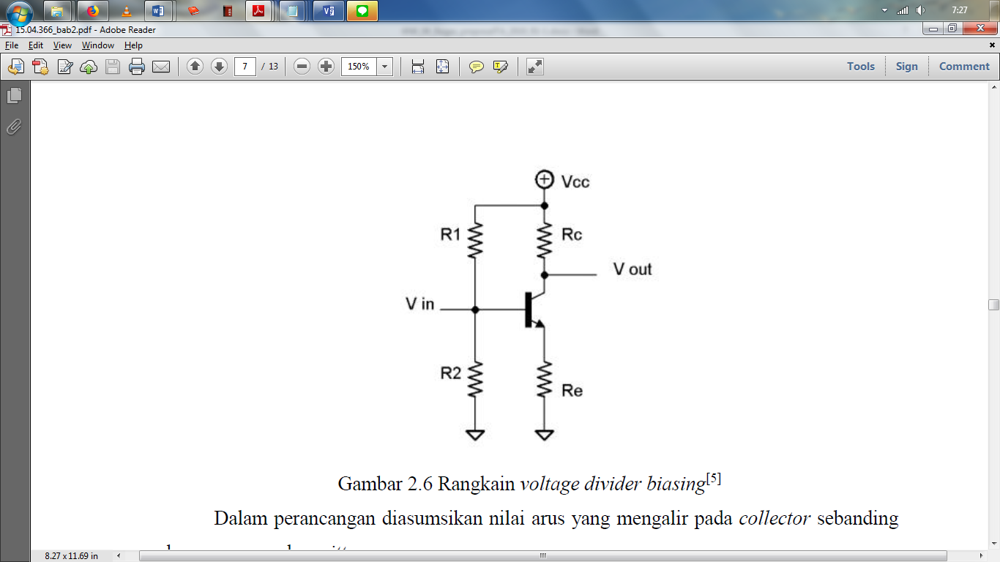 7:27
15.04.366_bab2.pdf - Adobe Reader
File Edit View Window Help
7 / 13 150% Tools Sign Comment
Vcc
R1 Rc
V out
V in
R2
Re
Gambar 2.6 Rangkain voltage divider biasing[5]
Dalam perancangan diasumsikan nilai arus yang mengalir pada collector sebanding
8.27 x 11.69 in